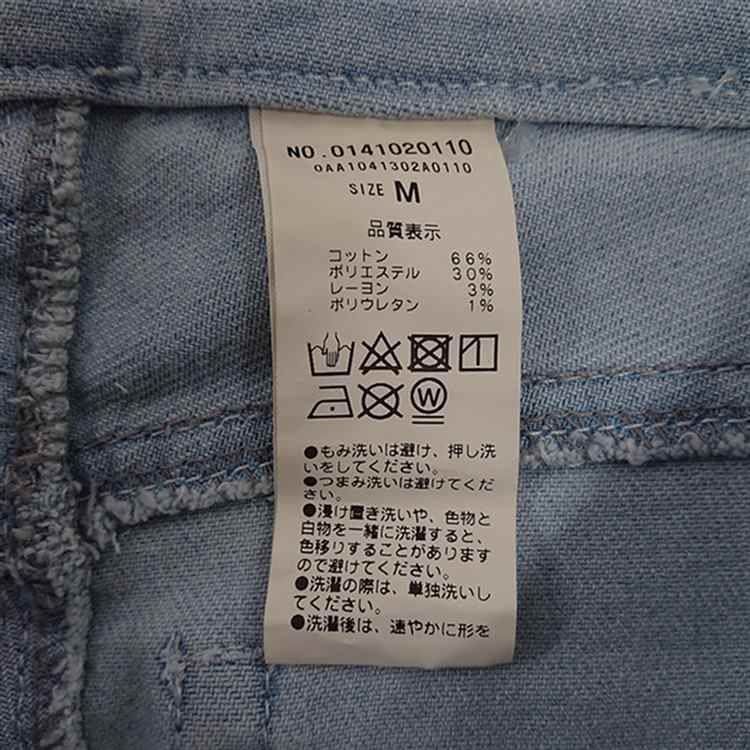 NO.0141020110
0AA1041302A0110
SIZE M
品質表示
コットン 66%
ポリエステル 30%
レーヨン 3%
ポリウレタン 1%
W
●もみ洗いは避け、押し洗
いをしてください。
●つまみ洗いは避けてくだ
さい。
●浸け置き洗いや、色物と
白物を一緒に洗濯すると、
色移りすることがあります
ので避けてください。
●洗濯の際は、単独洗いし
てください。
●洗濯後は、速やかに形を